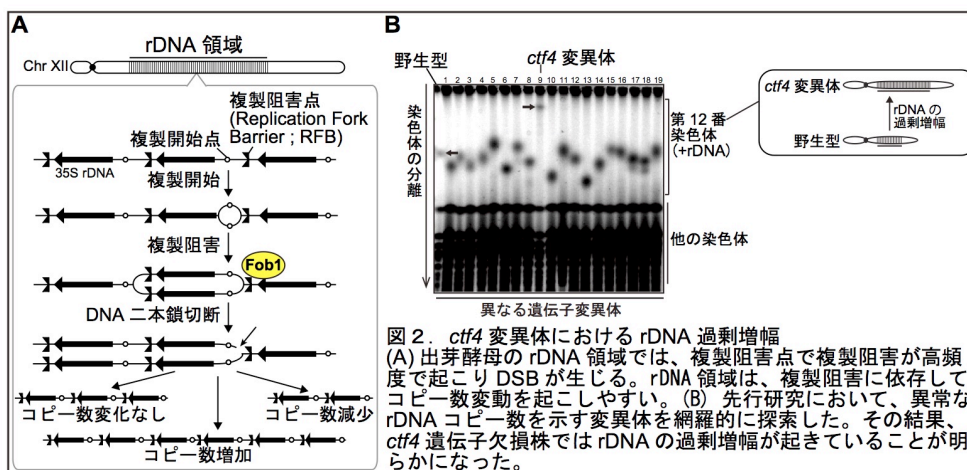 A
rDNA 領域
Chr XII
複製阻害点
(Replication Fork
Barrier ; RFB)
複製開始点
35S rDNA
複製開始
複製阻害
Fob1
DNA 二本鎖切断
コピー数変化なし
コピー数減少
コピー数増加
B
野生型
ctf4 変異体
1 2 3 4 5 6 7 8 9 10 11 12 13 14 15 16 17 18 19
染色体の分離
第12番
染色体
(+rDNA)
他の染色体
異なる遺伝子変異体
ctf4 変異体
rDNA の
過剰増幅
野生型
図2. ctf4 変異体における rDNA 過剰増幅
(A) 出芽酵母の rDNA 領域では、複製阻害点で複製阻害が高頻
度で起こり DSB が生じる。rDNA 領域は、複製阻害に依存して
コピー数変動を起こしやすい。(B) 先行研究において、異常な
rDNA コピー数を示す変異体を網羅的に探索した。その結果、
ctf4 遺伝子欠損株では rDNA の過剰増幅が起きていることが明
らかになった。